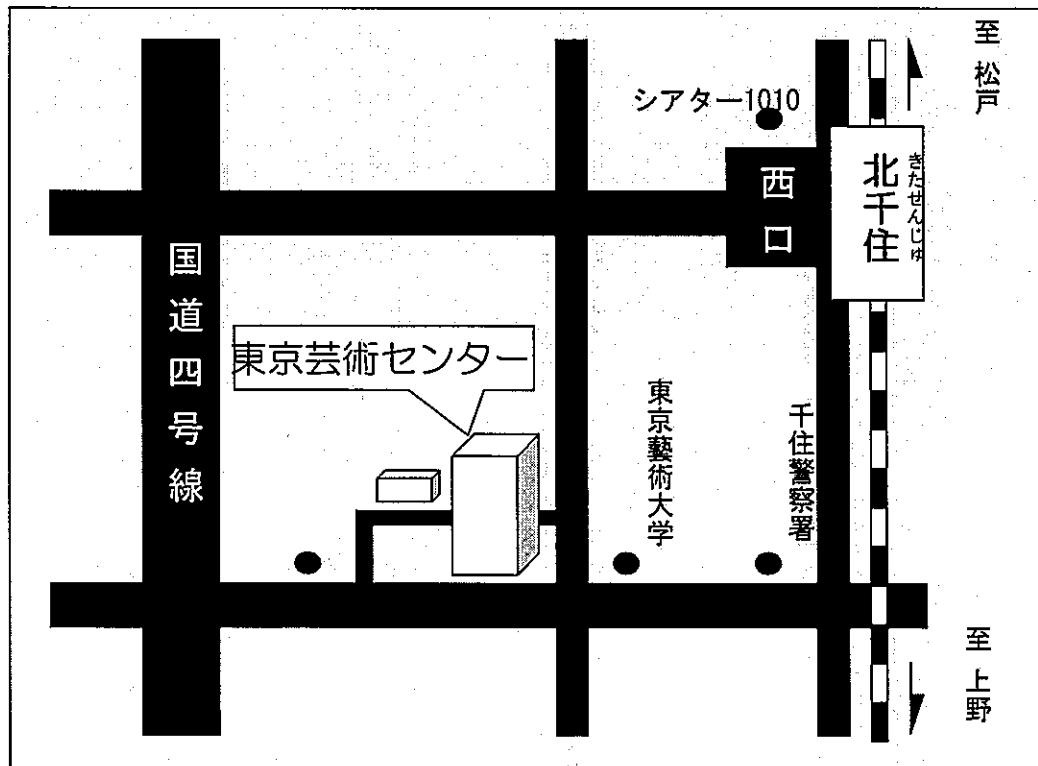 至 松戸
シアター1010
西口
北千住
きたせんじゅ
国道四号線
東京芸術センター
東京藝術大学
千住警察署
至 上野